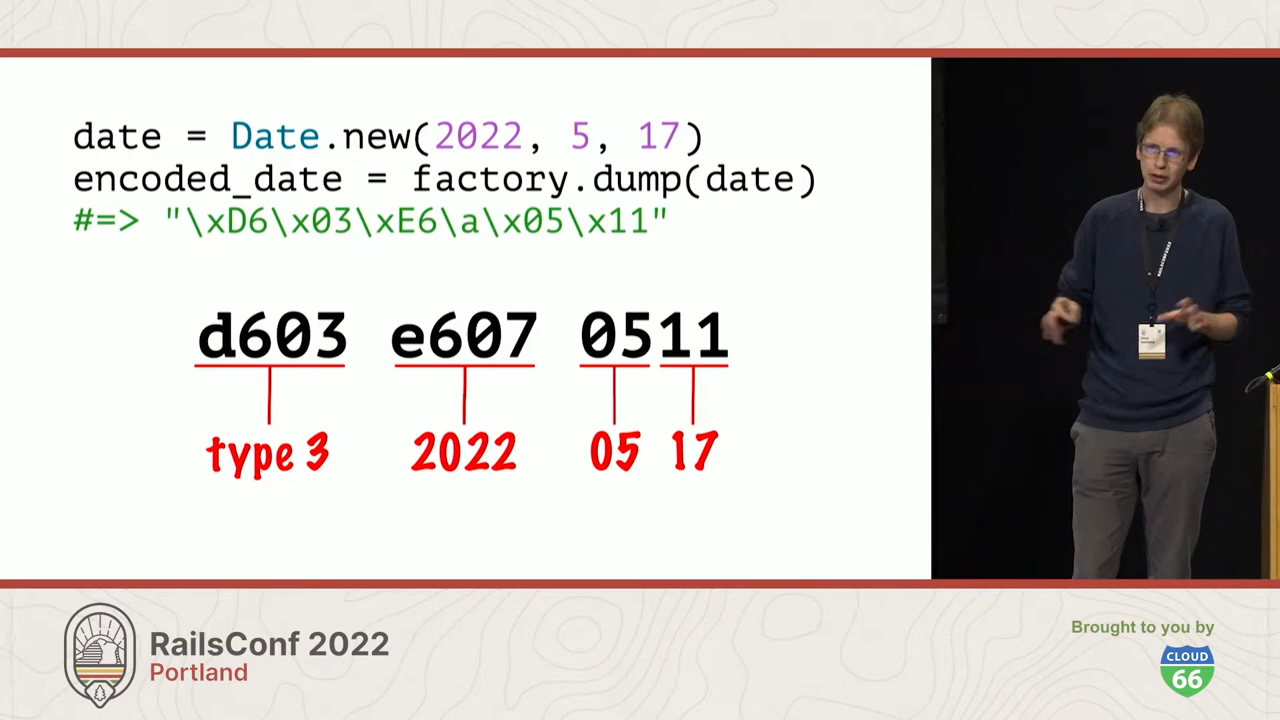 date = Date.new(2022, 5, 17)
encoded_date = factory.dump(date)
#=> "\xD6\x03\xE6\a\x05\x11"
d603 e607 0511
type 3 2022 05 17
RailsConf 2022
Portland
Brought to you by
CLOUD
66